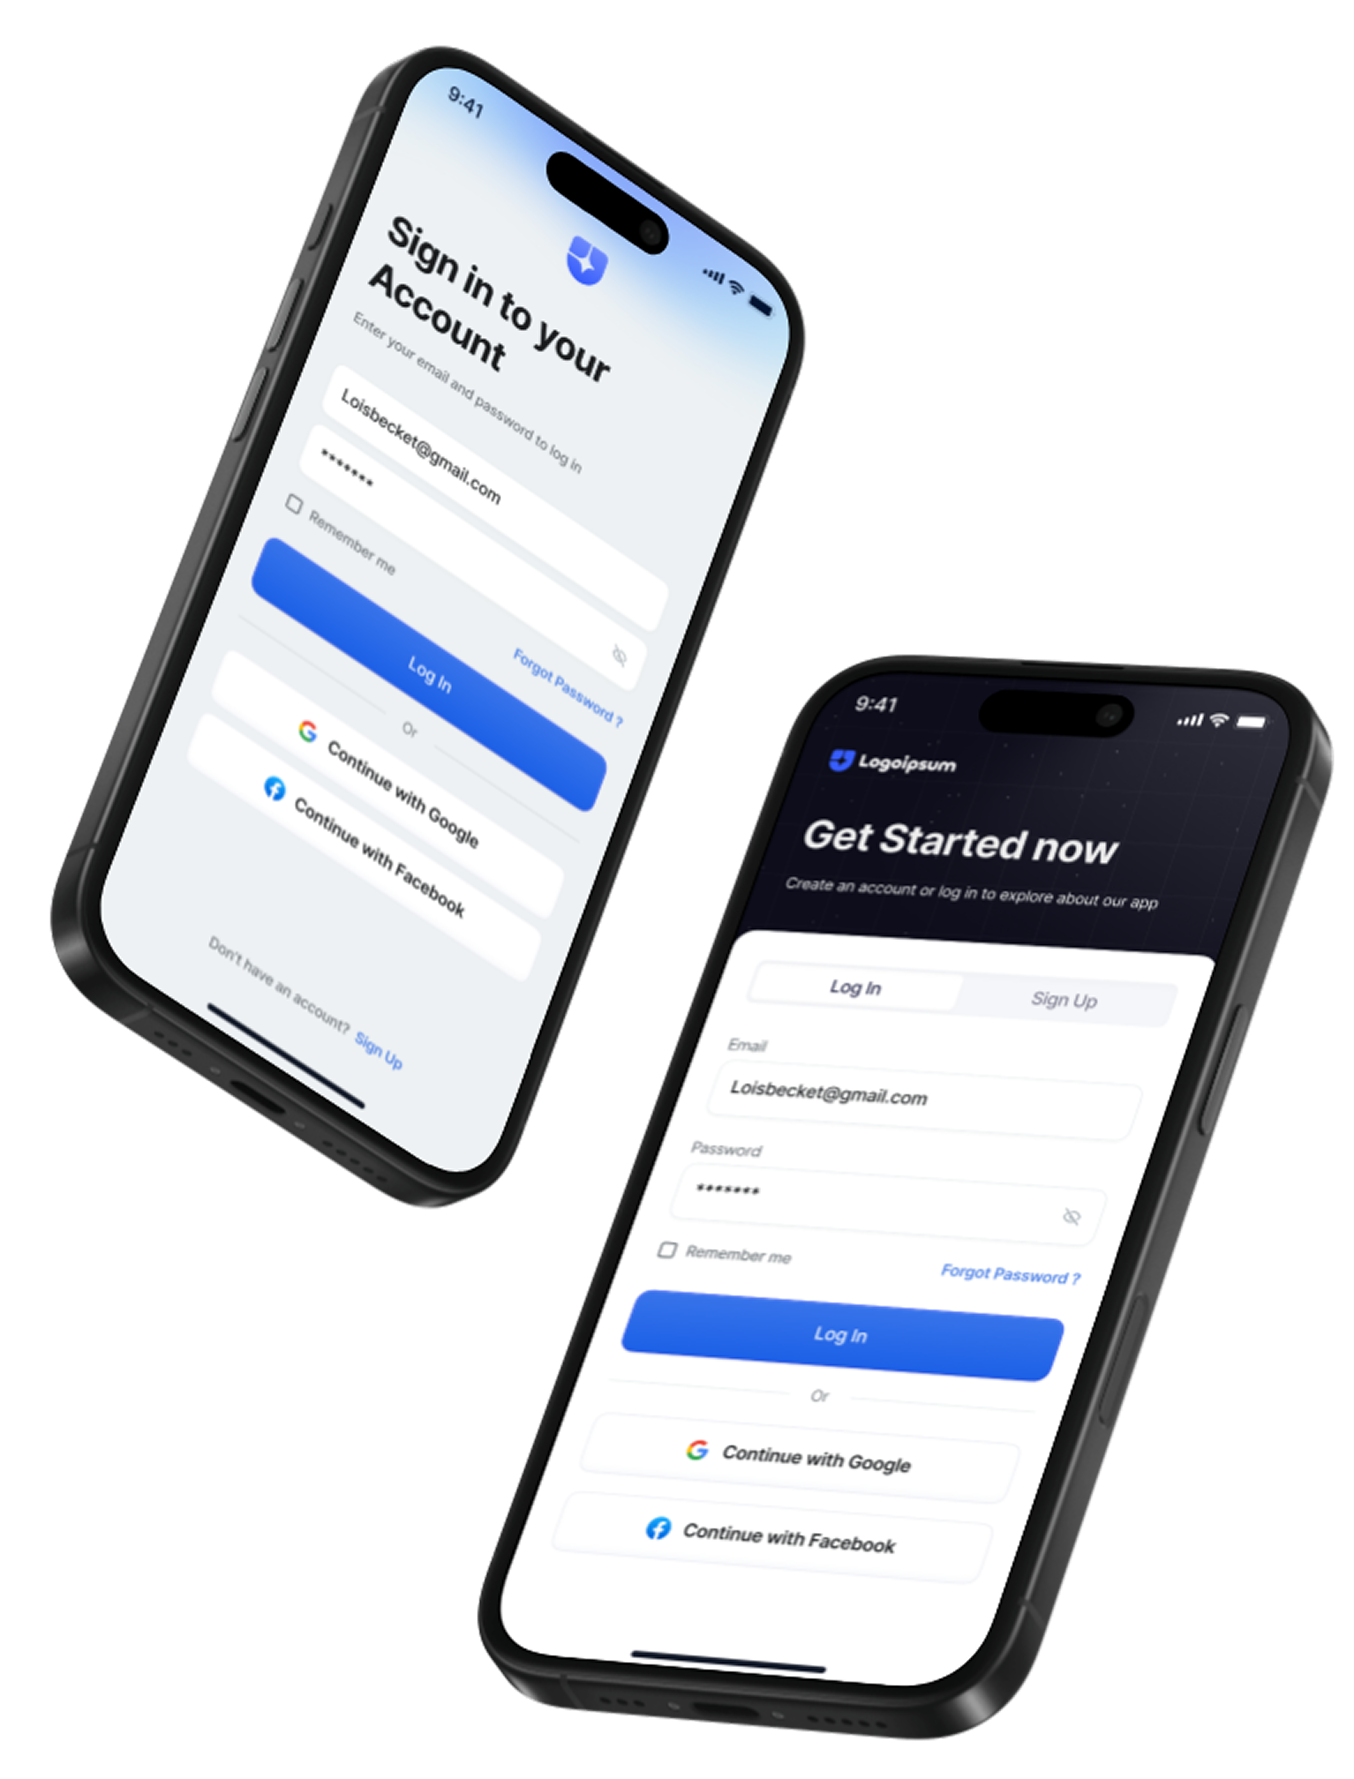 9:41
Sign in to your
Account
Enter your email and password to log in
Loisbecket@gmail.com
*******
Remember me
Forgot Password ?
Log In
Or
Continue with Google
Continue with Facebook
Don't have an account? Sign Up
9:41
Logoipsum
Get Started now
Create an account or log in to explore about our app
Log In
Sign Up
Email
Loisbecket@gmail.com
Password
*******
Remember me
Forgot Password ?
Log In
Or
Continue with Google
Continue with Facebook